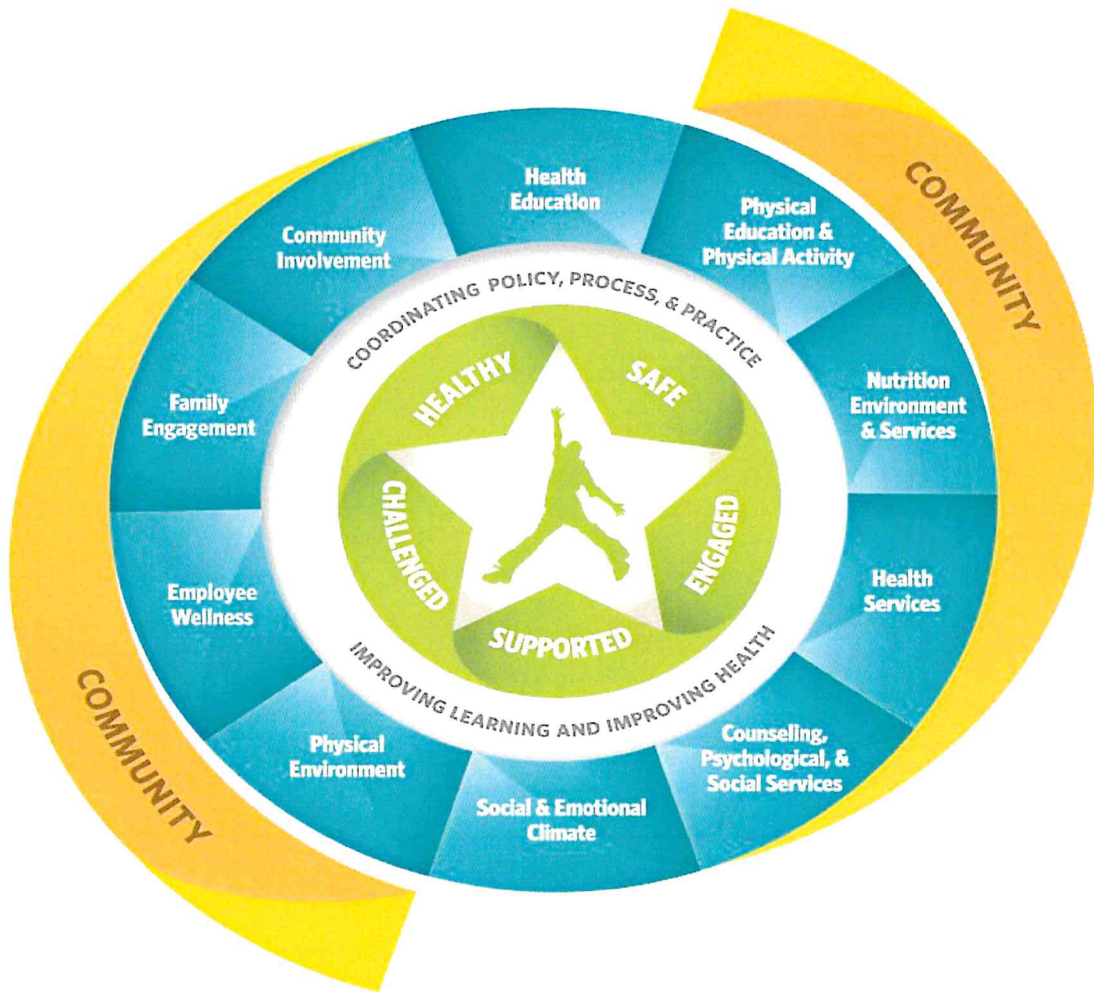 COMMUNITY
Health
Education
Physical
Education &
Physical Activity
Nutrition
Environment
& Services
Health
Services
Counseling,
Psychological, &
Social Services
Social & Emotional
Climate
Physical
Environment
Employee
Wellness
Family
Engagement
Community
Involvement
COORDINATING POLICY, PROCESS, & PRACTICE
IMPROVING LEARNING AND IMPROVING HEALTH
HEALTHY
SAFE
ENGAGED
SUPPORTED
CHALLENGED
COMMUNITY